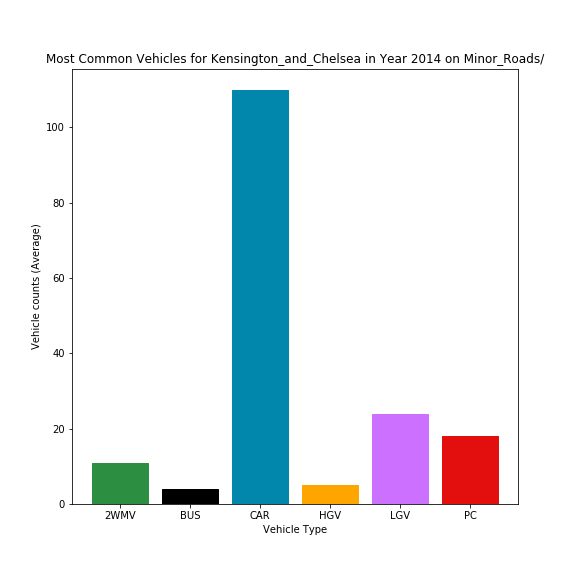 Most Common Vehicles for Kensington_and_Chelsea in Year 2014 on Minor_Roads/
Vehicle counts (Average)
100
80
60
40
20
0
2WMV BUS CAR HGV LGV PC
Vehicle Type